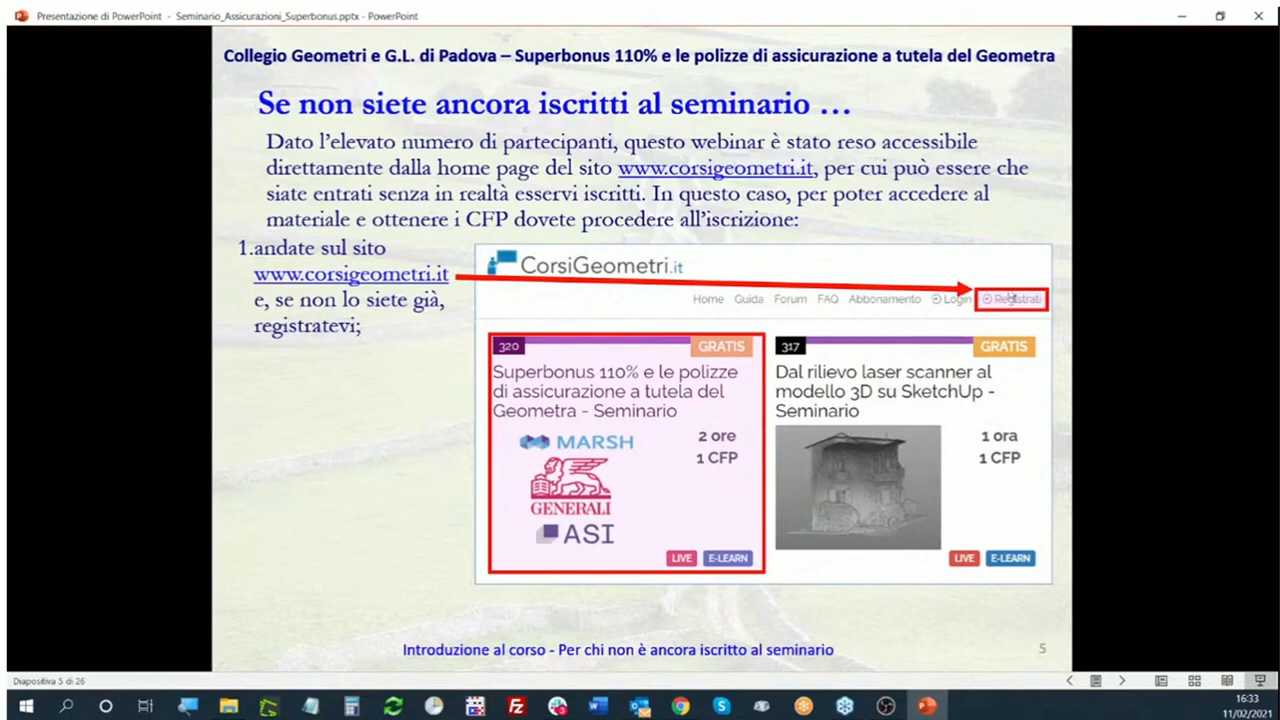 Presentazione di PowerPoint - Seminario_Assicurazioni_Superbonus.pptx - PowerPoint
Collegio Geometri e G.L. di Padova – Superbonus 110% e le polizze di assicurazione a tutela del Geometra
Se non siete ancora iscritti al seminario …
Dato l’elevato numero di partecipanti, questo webinar è stato reso accessibile
direttamente dalla home page del sito www.corsigeometri.it, per cui può essere che
siate entrati senza in realtà esservi iscritti. In questo caso, per poter accedere al
materiale e ottenere i CFP dovete procedere all’iscrizione:
1.andate sul sito
www.corsigeometri.it
e, se non lo siete già,
registratevi;
CorsiGeometri.it
Home Guida Forum FAQ Abbonamento Login Registrati
320 GRATIS
Superbonus 110% e le polizze
di assicurazione a tutela del
Geometra - Seminario
MARSH
GENERALI
ASI
2 ore
1 CFP
LIVE E-LEARN
317 GRATIS
Dal rilievo laser scanner al
modello 3D su SketchUp -
Seminario
1 ora
1 CFP
LIVE E-LEARN
Introduzione al corso - Per chi non è ancora iscritto al seminario
5
Diapositiva 5 di 26
16:33
11/02/2021